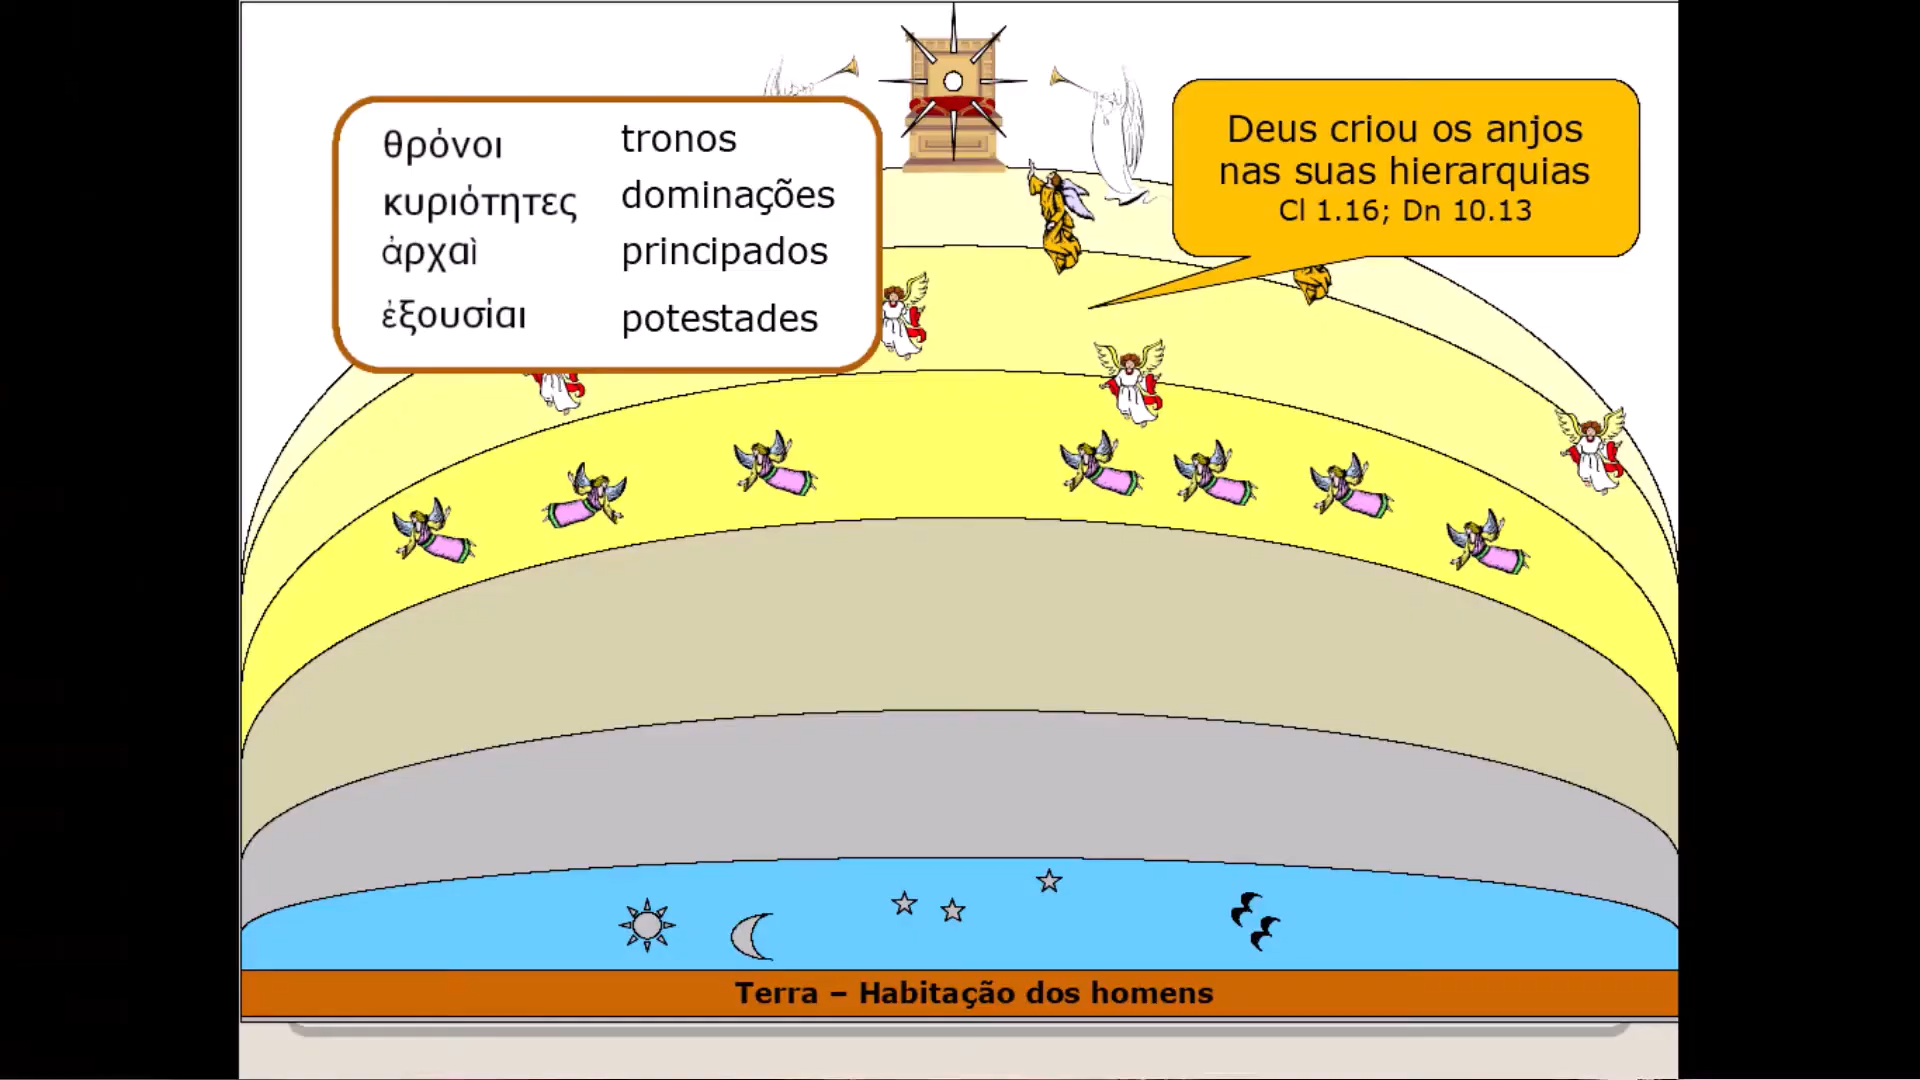 θρόνοι tronos
κυριότητες dominações
ἀρχαὶ principados
ἐξουσίαι potestades
Deus criou os anjos
nas suas hierarquias
Cl 1.16; Dn 10.13
Terra – Habitação dos homens